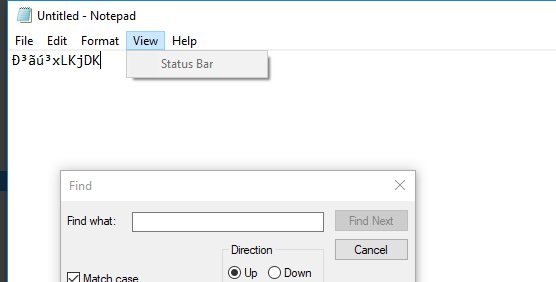 Untitled - Notepad
File Edit Format View Help
Ð³ãú³xLKjDK
Status Bar
Find
Find what:
Find Next
Direction
Cancel
Match case
Up Down